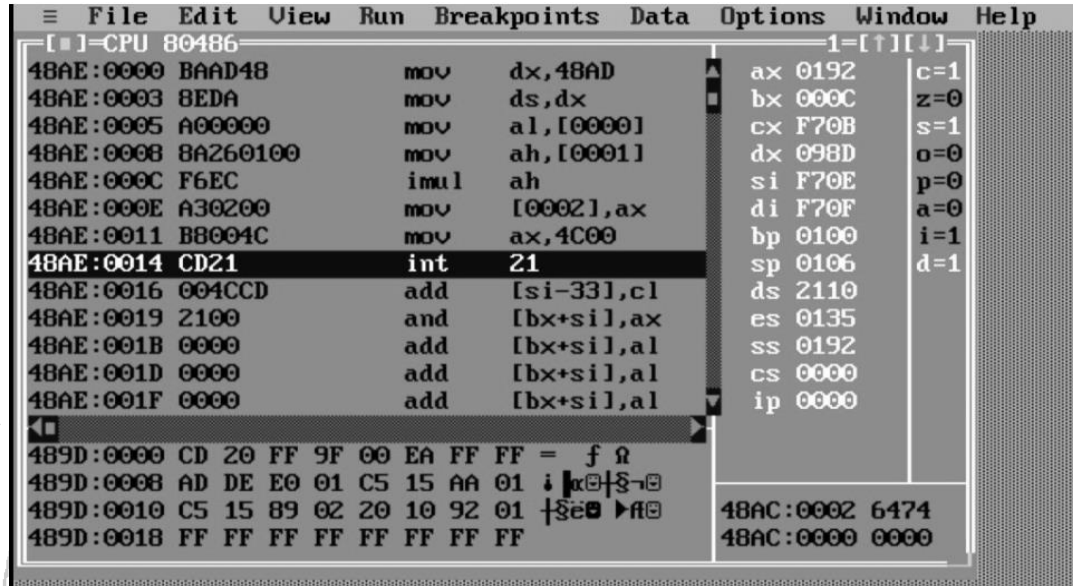 ≡ File Edit View Run Breakpoints Data Options Window Help
[■]=CPU 80486 1=[↑][↓]
48AE:0000 BAAD48 mov dx,48AD ax 0192 c=1
48AE:0003 8EDA mov ds,dx bx 000C z=0
48AE:0005 A00000 mov al,[0000] cx F70B s=1
48AE:0008 8A260100 mov ah,[0001] dx 098D o=0
48AE:000C F6EC imul ah si F70E p=0
48AE:000E A30200 mov [0002],ax di F70F a=0
48AE:0011 B8004C mov ax,4C00 bp 0100 i=1
48AE:0014 CD21 int 21 sp 0106 d=1
48AE:0016 004CCD add [si-33],cl ds 2110
48AE:0019 2100 and [bx+si],ax es 0135
48AE:001B 0000 add [bx+si],al ss 0192
48AE:001D 0000 add [bx+si],al cs 0000
48AE:001F 0000 add [bx+si],al ip 0000
489D:0000 CD 20 FF 9F 00 EA FF FF = ƒ Ω
489D:0008 AD DE E0 01 C5 15 AA 01 ¡▐α☺┼§¬☺
489D:0010 C5 15 89 02 20 10 92 01 ┼§ë☻ ►Æ☺ 48AC:0002 6474
489D:0018 FF FF FF FF FF FF FF FF 48AC:0000 0000